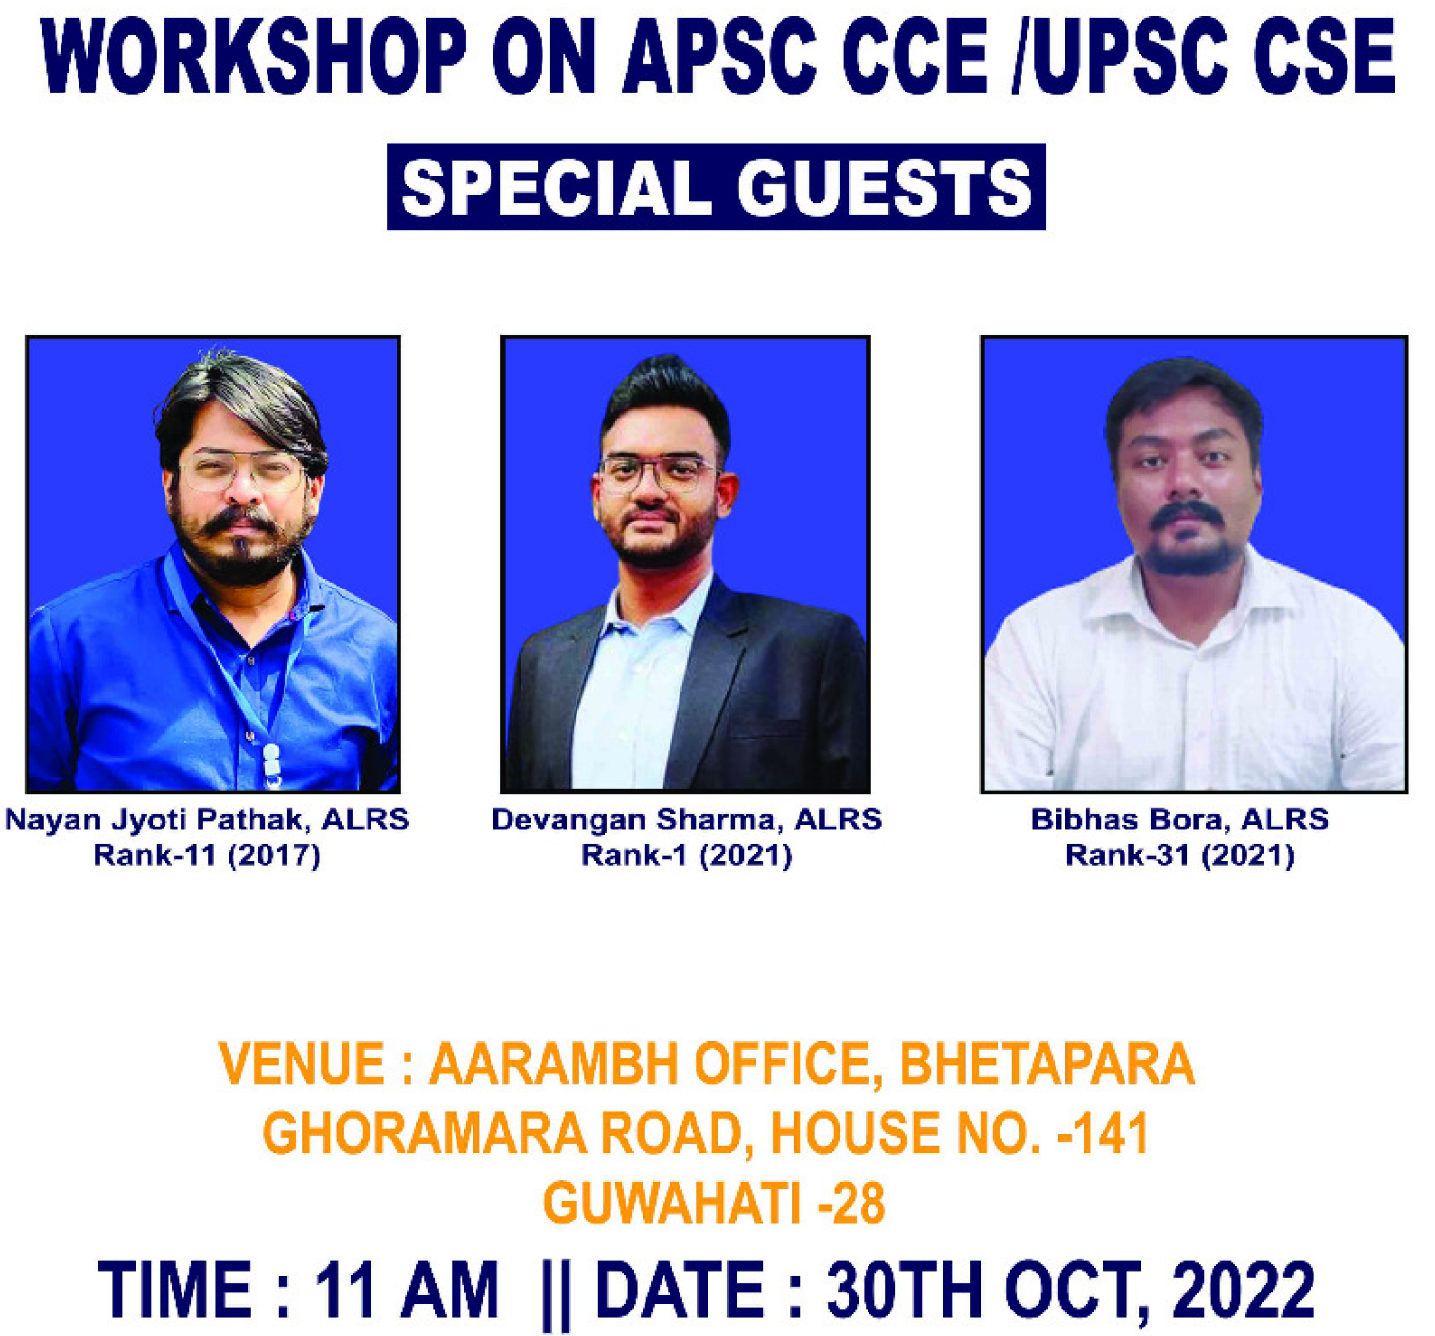 WORKSHOP ON APSC CCE /UPSC CSE
SPECIAL GUESTS
Nayan Jyoti Pathak, ALRS
Rank-11 (2017)
Devangan Sharma, ALRS
Rank-1 (2021)
Bibhas Bora, ALRS
Rank-31 (2021)
VENUE : AARAMBH OFFICE, BHETAPARA
GHORAMARA ROAD, HOUSE NO. -141
GUWAHATI -28
TIME : 11 AM || DATE : 30TH OCT, 2022